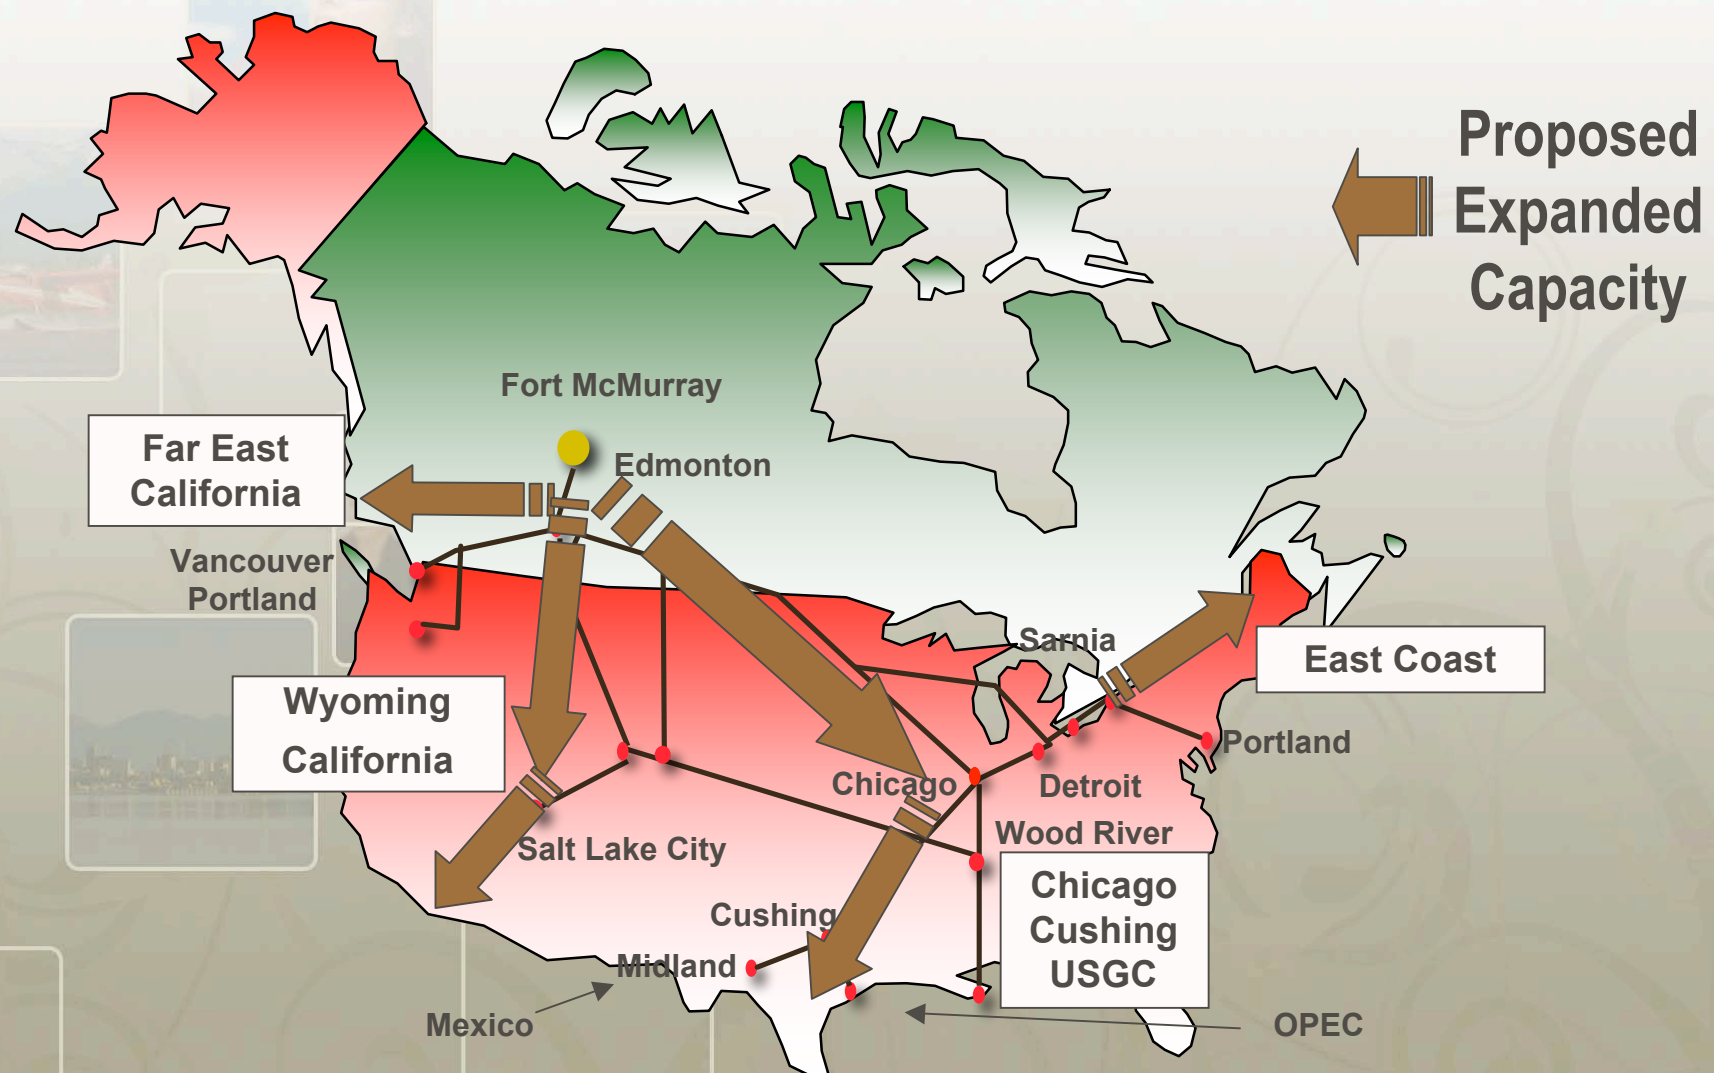 Proposed
Expanded
Capacity
Fort McMurray
Far East
California
Edmonton
Vancouver
Portland
Sarnia
East Coast
Wyoming
California
Portland
Chicago
Detroit
Wood River
Salt Lake City
Chicago
Cushing
USGC
Cushing
Midland
Mexico
OPEC